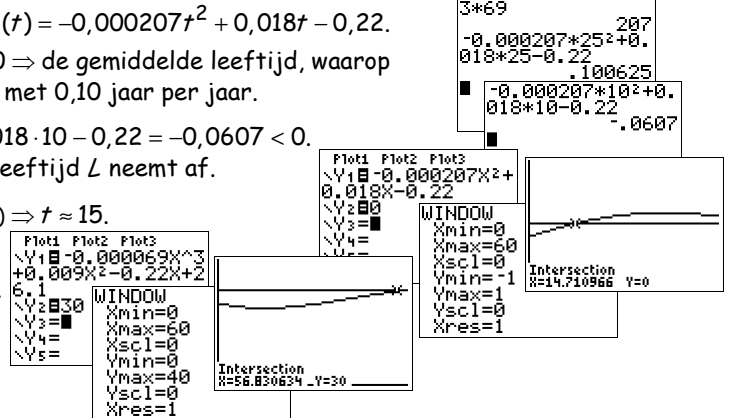 (t) = −0,000207t² + 0,018t − 0,22.
0 ⇒ de gemiddelde leeftijd, waarop
met 0,10 jaar per jaar.
018 · 10 − 0,22 = −0,0607 < 0.
eeftijd L neemt af.
) ⇒ t ≈ 15.
3*69
207
-0.000207*25²+0.
018*25-0.22
.100625
-0.000207*10²+0.
018*10-0.22
-.0607
Plot1 Plot2 Plot3
\Y1=-0.000207X²+
0.018X-0.22
\Y2=0
\Y3=
\Y4=
WINDOW
Xmin=0
Xmax=60
Xscl=0
Ymin=-1
Ymax=1
Yscl=0
Xres=1
Intersection
X=14.710966 Y=0
Plot1 Plot2 Plot3
\Y1=-0.000069X^3
+0.009X²-0.22X+2
6.1
\Y2=30
\Y3=
\Y4=
\Y5=
WINDOW
Xmin=0
Xmax=60
Xscl=0
Ymin=0
Ymax=40
Yscl=0
Xres=1
Intersection
X=56.830634 Y=30